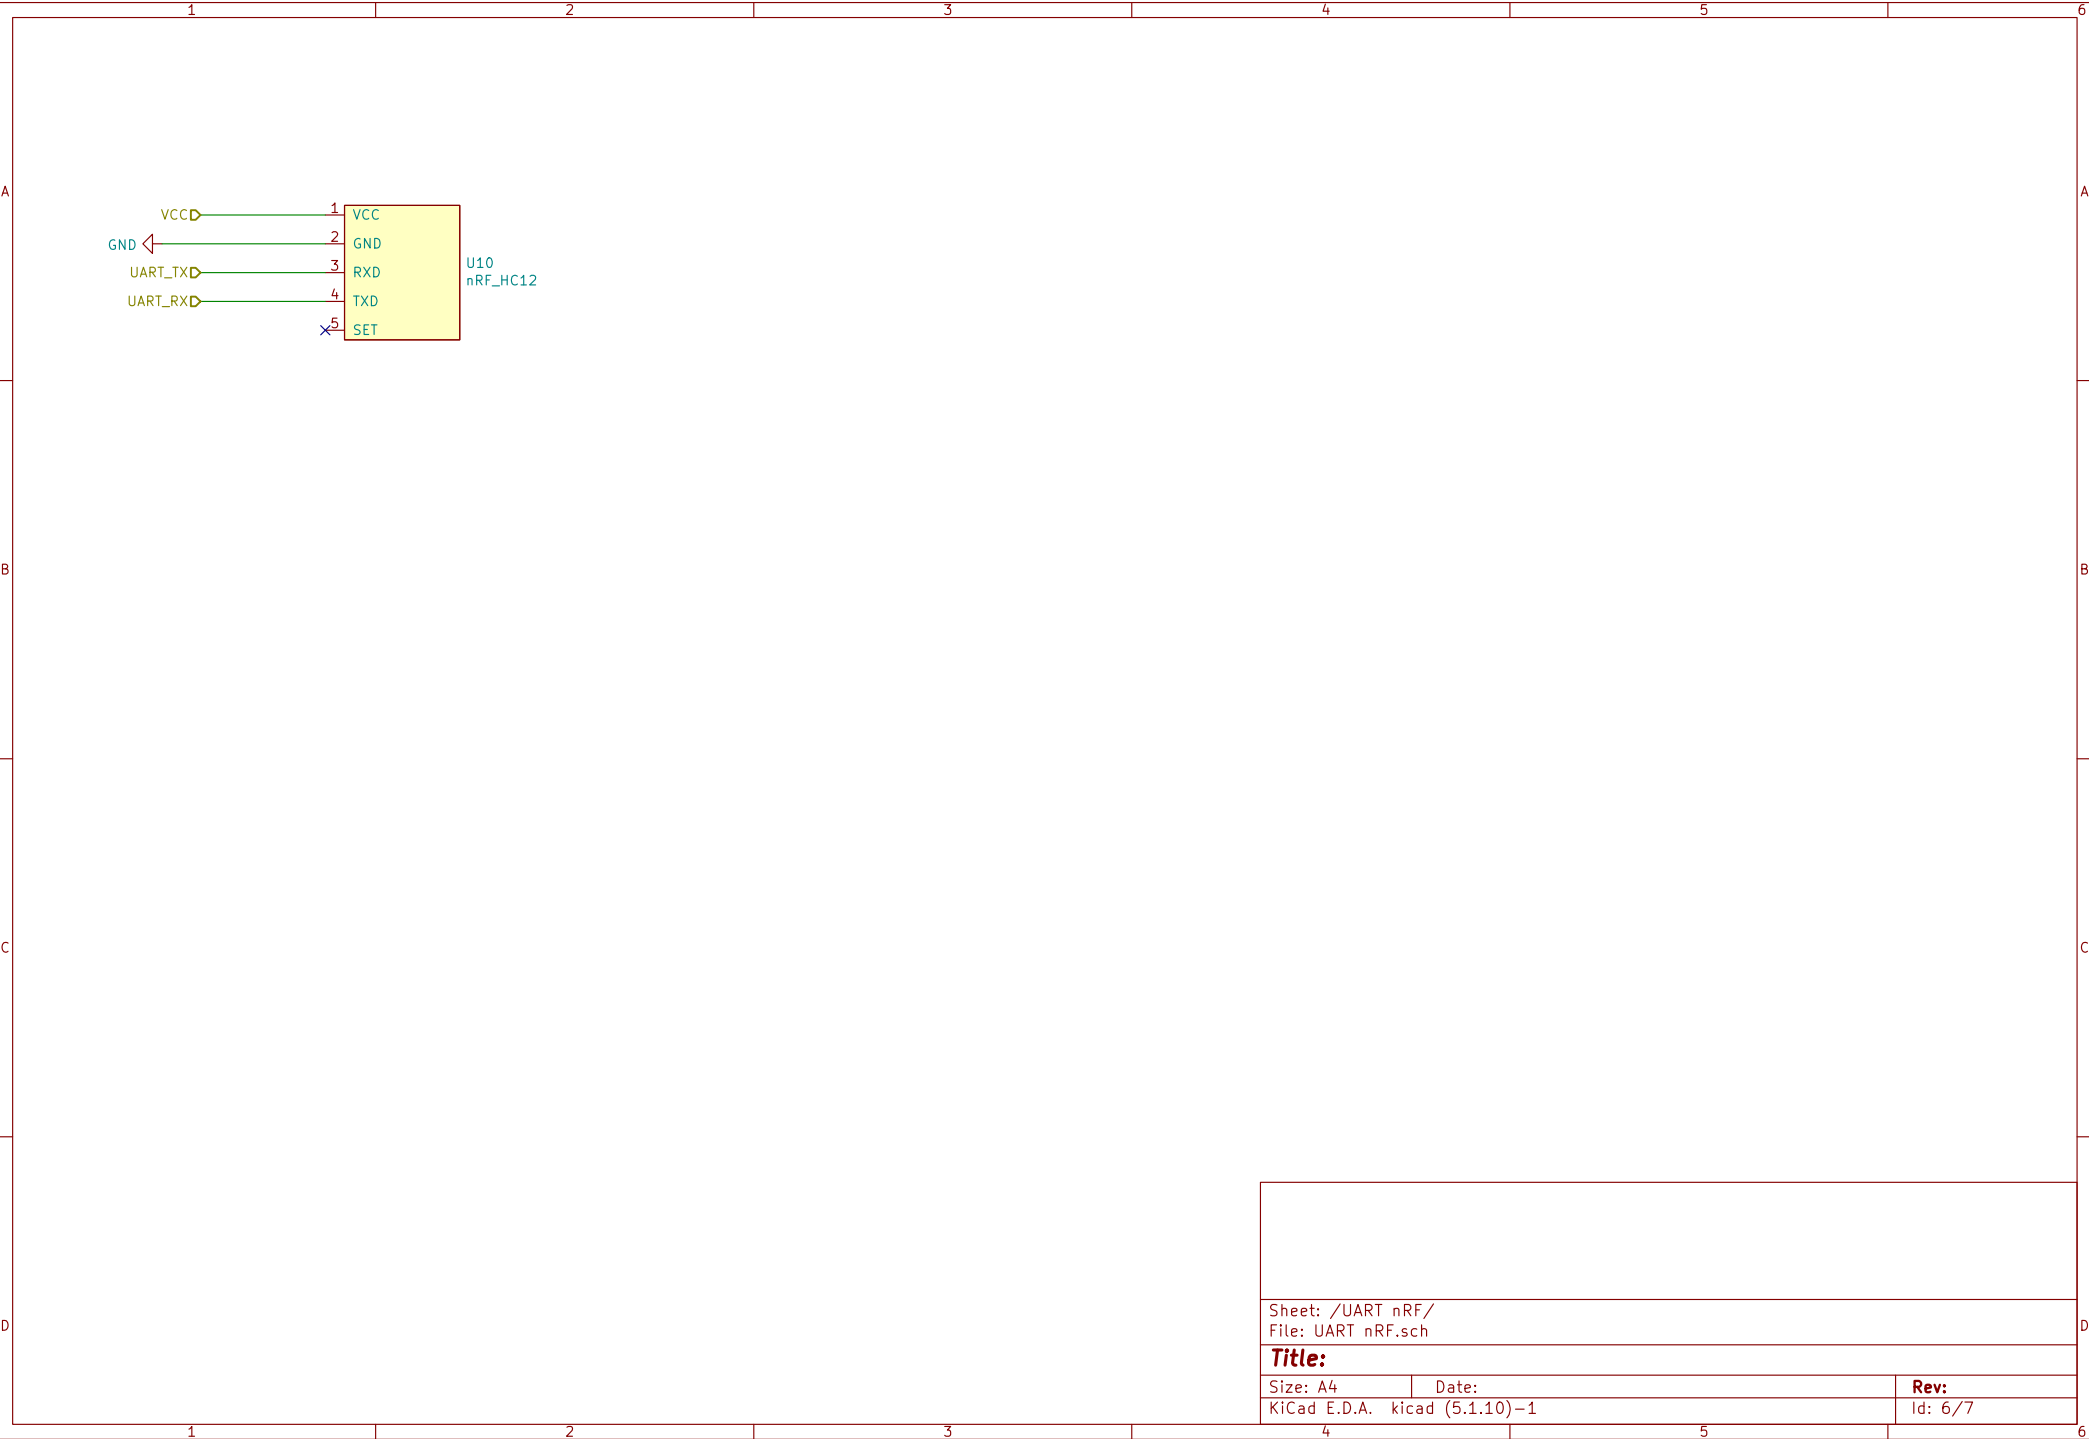 1 2 3 4 5 6
A A
VCC 1 VCC
GND 2 GND
UART_TX 3 RXD
UART_RX 4 TXD
5 SET
U10
nRF_HC12
B B
C C
D D
Sheet: /UART nRF/
File: UART nRF.sch
Title:
Size: A4 Date: Rev:
KiCad E.D.A. kicad (5.1.10)-1 Id: 6/7
1 2 3 4 5 6